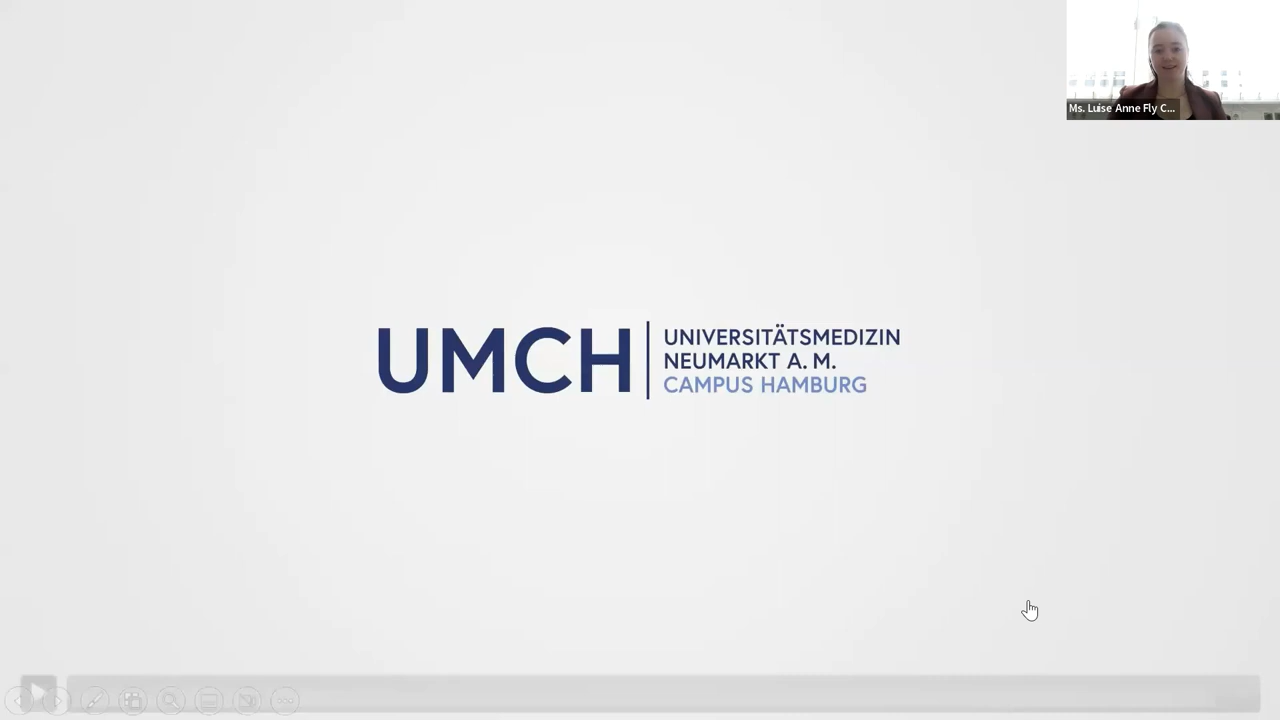 Ms. Luise Anne Fly C...
UMCH
UNIVERSITÄTSMEDIZIN
NEUMARKT A. M.
CAMPUS HAMBURG